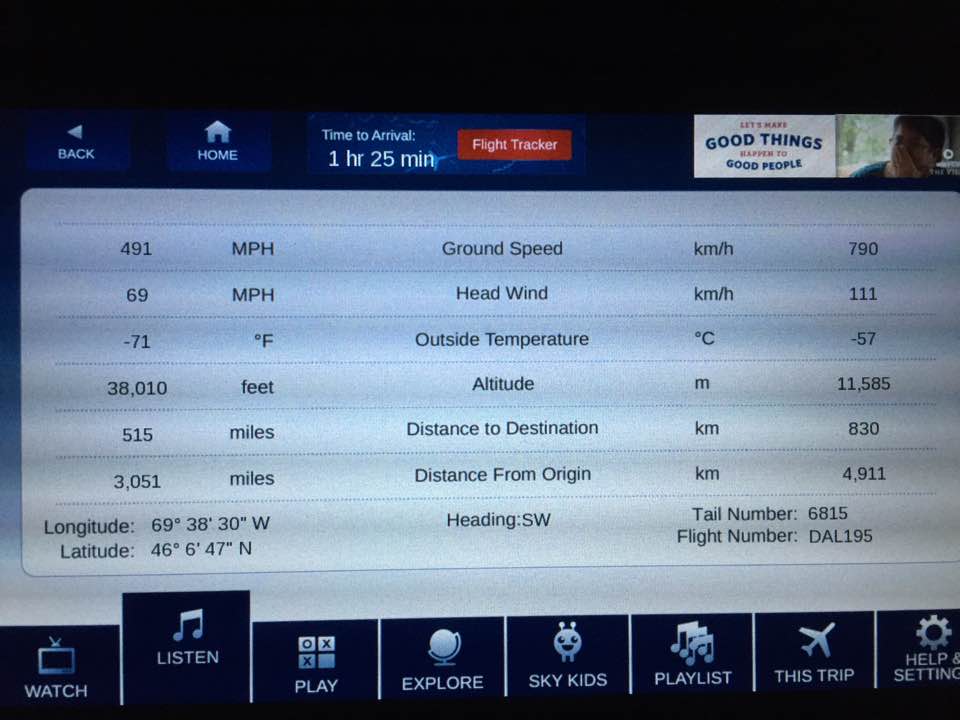 BACK
HOME
Time to Arrival:
1 hr 25 min
Flight Tracker
LET'S MAKE
GOOD THINGS
HAPPEN TO
GOOD PEOPLE
491 MPH Ground Speed km/h 790
69 MPH Head Wind km/h 111
-71 °F Outside Temperature °C -57
38,010 feet Altitude m 11,585
515 miles Distance to Destination km 830
3,051 miles Distance From Origin km 4,911
Longitude: 69° 38' 30" W
Latitude: 46° 6' 47" N
Heading:SW
Tail Number: 6815
Flight Number: DAL195
WATCH
LISTEN
O X
X
PLAY
EXPLORE
SKY KIDS
PLAYLIST
THIS TRIP
HELP &
SETTING